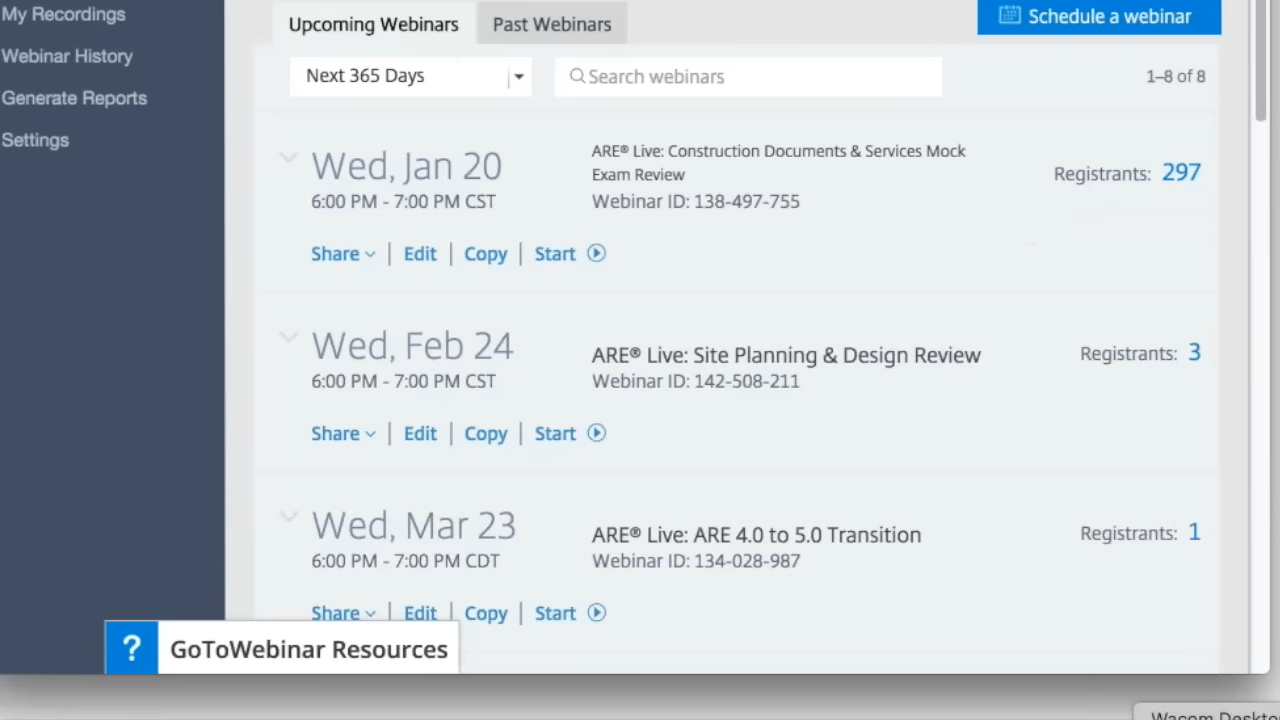 My Recordings
Webinar History
Generate Reports
Settings
Upcoming Webinars
Past Webinars
Schedule a webinar
Next 365 Days
Search webinars
1–8 of 8
Wed, Jan 20
6:00 PM - 7:00 PM CST
ARE® Live: Construction Documents & Services Mock
Exam Review
Webinar ID: 138-497-755
Registrants: 297
Share | Edit | Copy | Start
Wed, Feb 24
6:00 PM - 7:00 PM CST
ARE® Live: Site Planning & Design Review
Webinar ID: 142-508-211
Registrants: 3
Share | Edit | Copy | Start
Wed, Mar 23
6:00 PM - 7:00 PM CDT
ARE® Live: ARE 4.0 to 5.0 Transition
Webinar ID: 134-028-987
Registrants: 1
Share | Edit | Copy | Start
? GoToWebinar Resources
Wacom